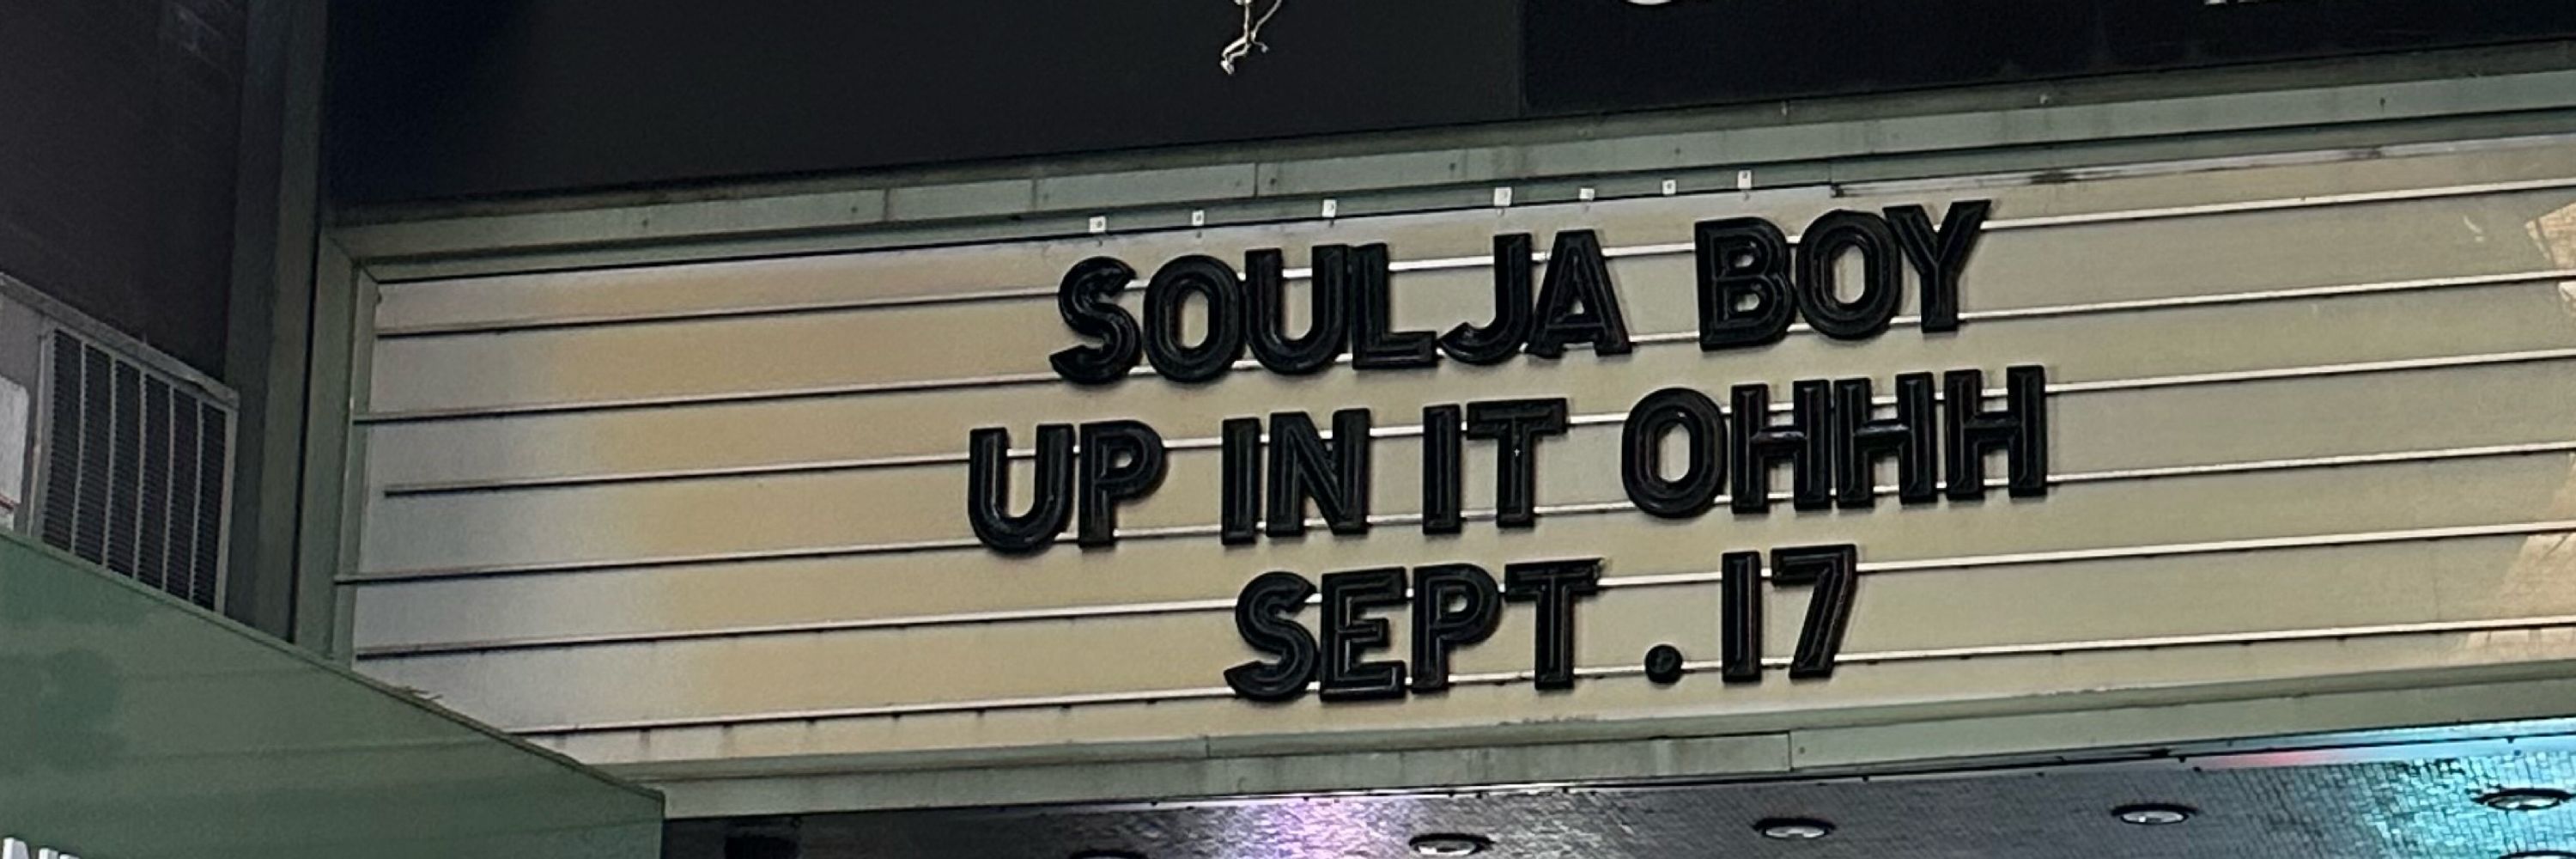 SOULJA BOY
UP IN IT OHHH
SEPT. 17